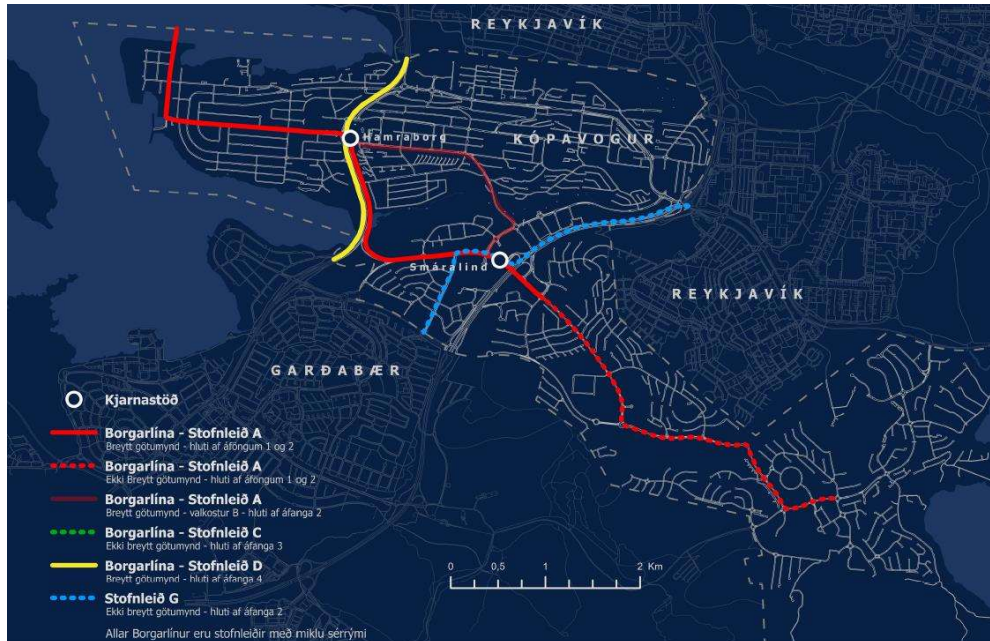 REYKJAVÍK
Hamraborg
KÓPAVOGUR
Smáralind
REYKJAVÍK
GARÐABÆR
Kjarnastöð
Borgarlína - Stofnleið A
Breytt götumynd - hluti af áföngum 1 og 2
Borgarlína - Stofnleið A
Ekki Breytt götumynd - hluti af áföngum 1 og 2
Borgarlína - Stofnleið A
Breytt götumynd - valkostur B - hluti af áfanga 2
Borgarlína - Stofnleið C
Ekki breytt götumynd - hluti af áfanga 3
Borgarlína - Stofnleið D
Breytt götumynd - hluti af áfanga 4
Stofnleið G
Ekki breytt götumynd - hluti af áfanga 2
Allar Borgarlínur eru stofnleiðir með miklu sérrými
0 0,5 1 2 Km